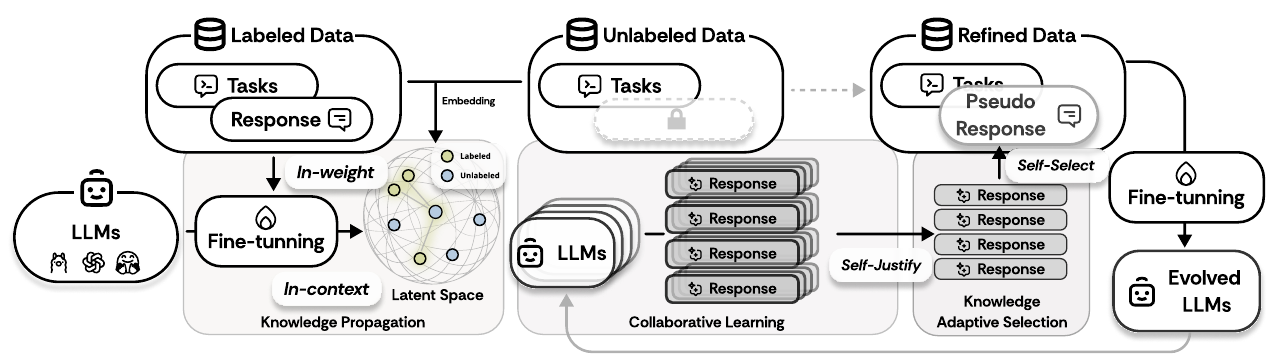 Labeled Data
Tasks
Response
Embedding
Unlabeled Data
Tasks
Refined Data
Tasks
Pseudo
Response
Self-Select
LLMs
In-weight
Fine-tunning
In-context
Labeled
Unlabeled
Latent Space
Knowledge Propagation
LLMs
Response
Response
Response
Response
Collaborative Learning
Self-Justify
Response
Response
Response
Response
Knowledge
Adaptive Selection
Fine-tunning
Evolved
LLMs